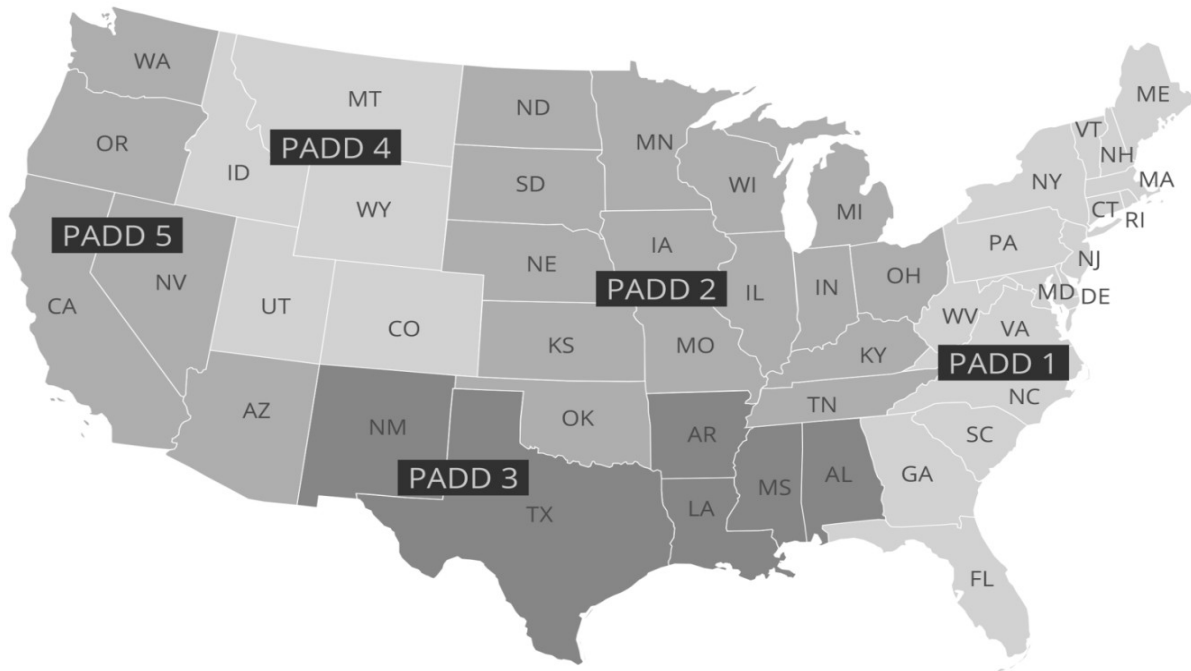 WA
MT
ND
ME
OR
PADD 4
MN
VT
NH
ID
SD
WI
NY
MA
WY
MI
CT
RI
PADD 5
IA
PA
NE
PADD 2
OH
NJ
NV
IL
IN
MD
DE
CA
UT
CO
WV
VA
KS
MO
KY
PADD 1
AZ
NM
OK
AR
TN
NC
SC
PADD 3
MS
AL
GA
TX
LA
FL